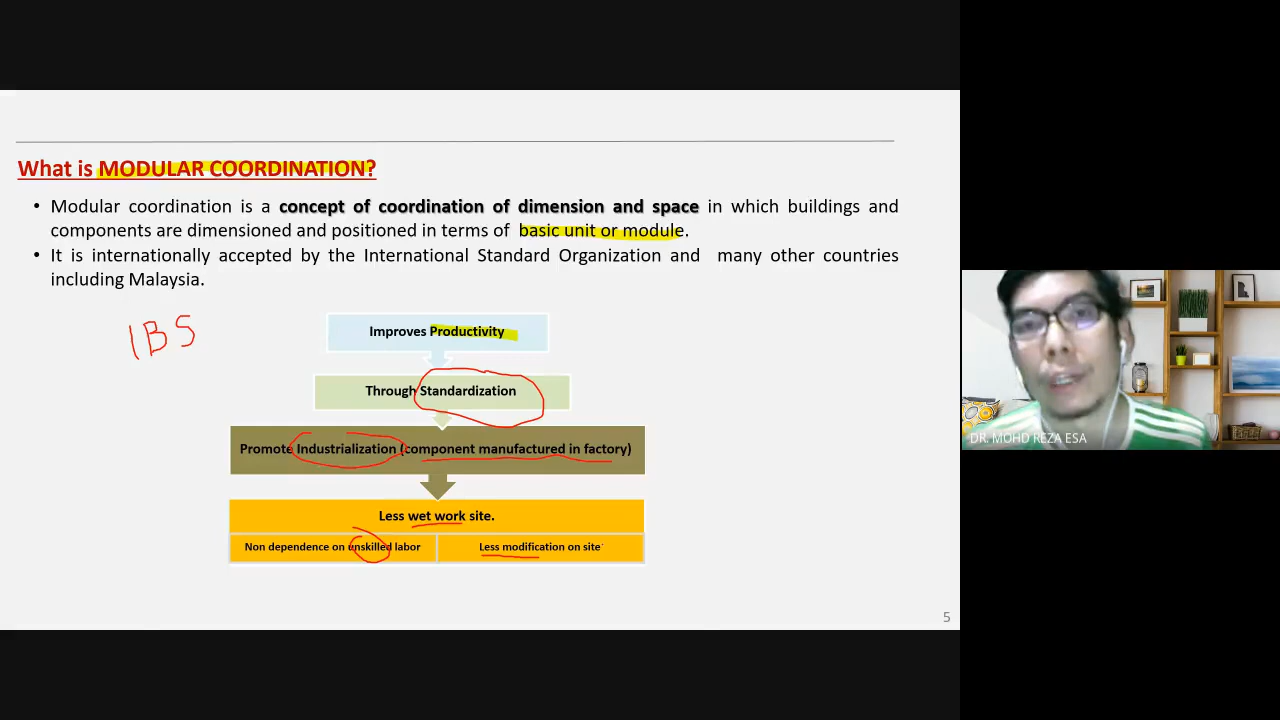 What is MODULAR COORDINATION?
• Modular coordination is a concept of coordination of dimension and space in which buildings and
components are dimensioned and positioned in terms of basic unit or module.
• It is internationally accepted by the International Standard Organization and many other countries
including Malaysia.
IBS
Improves Productivity
Through Standardization
Promote Industrialization (component manufactured in factory)
Less wet work site.
Non dependence on unskilled labor
Less modification on site
5
DR. MOHD REZA ESA